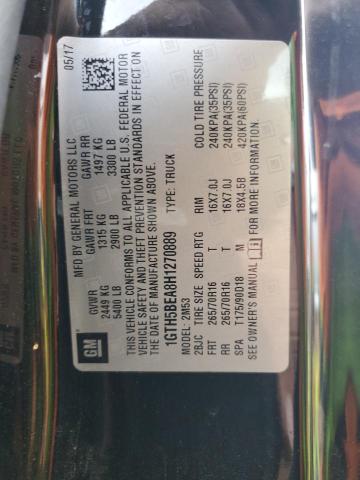 GM
MFD BY GENERAL MOTORS LLC
05/17
GVWR GAWR FRT GAWR RR
2449 KG 1315 KG 1497 KG
5400 LB 2900 LB 3300 LB
THIS VEHICLE CONFORMS TO ALL APPLICABLE U.S. FEDERAL MOTOR
VEHICLE SAFETY AND THEFT PREVENTION STANDARDS IN EFFECT ON
THE DATE OF MANUFACTURE SHOWN ABOVE.
1GTH5BEA8H1270889 TYPE: TRUCK
MODEL: 2M53
2BJC TIRE SIZE SPEED RTG RIM COLD TIRE PRESSURE
FRT 265/70R16 T 16X7.0J 240KPA(35PSI)
RR 265/70R16 T 16X7.0J 240KPA(35PSI)
SPA T175/80D18 M 18X4.5B 420KPA(60PSI)
SEE OWNER'S MANUAL FOR MORE INFORMATION.